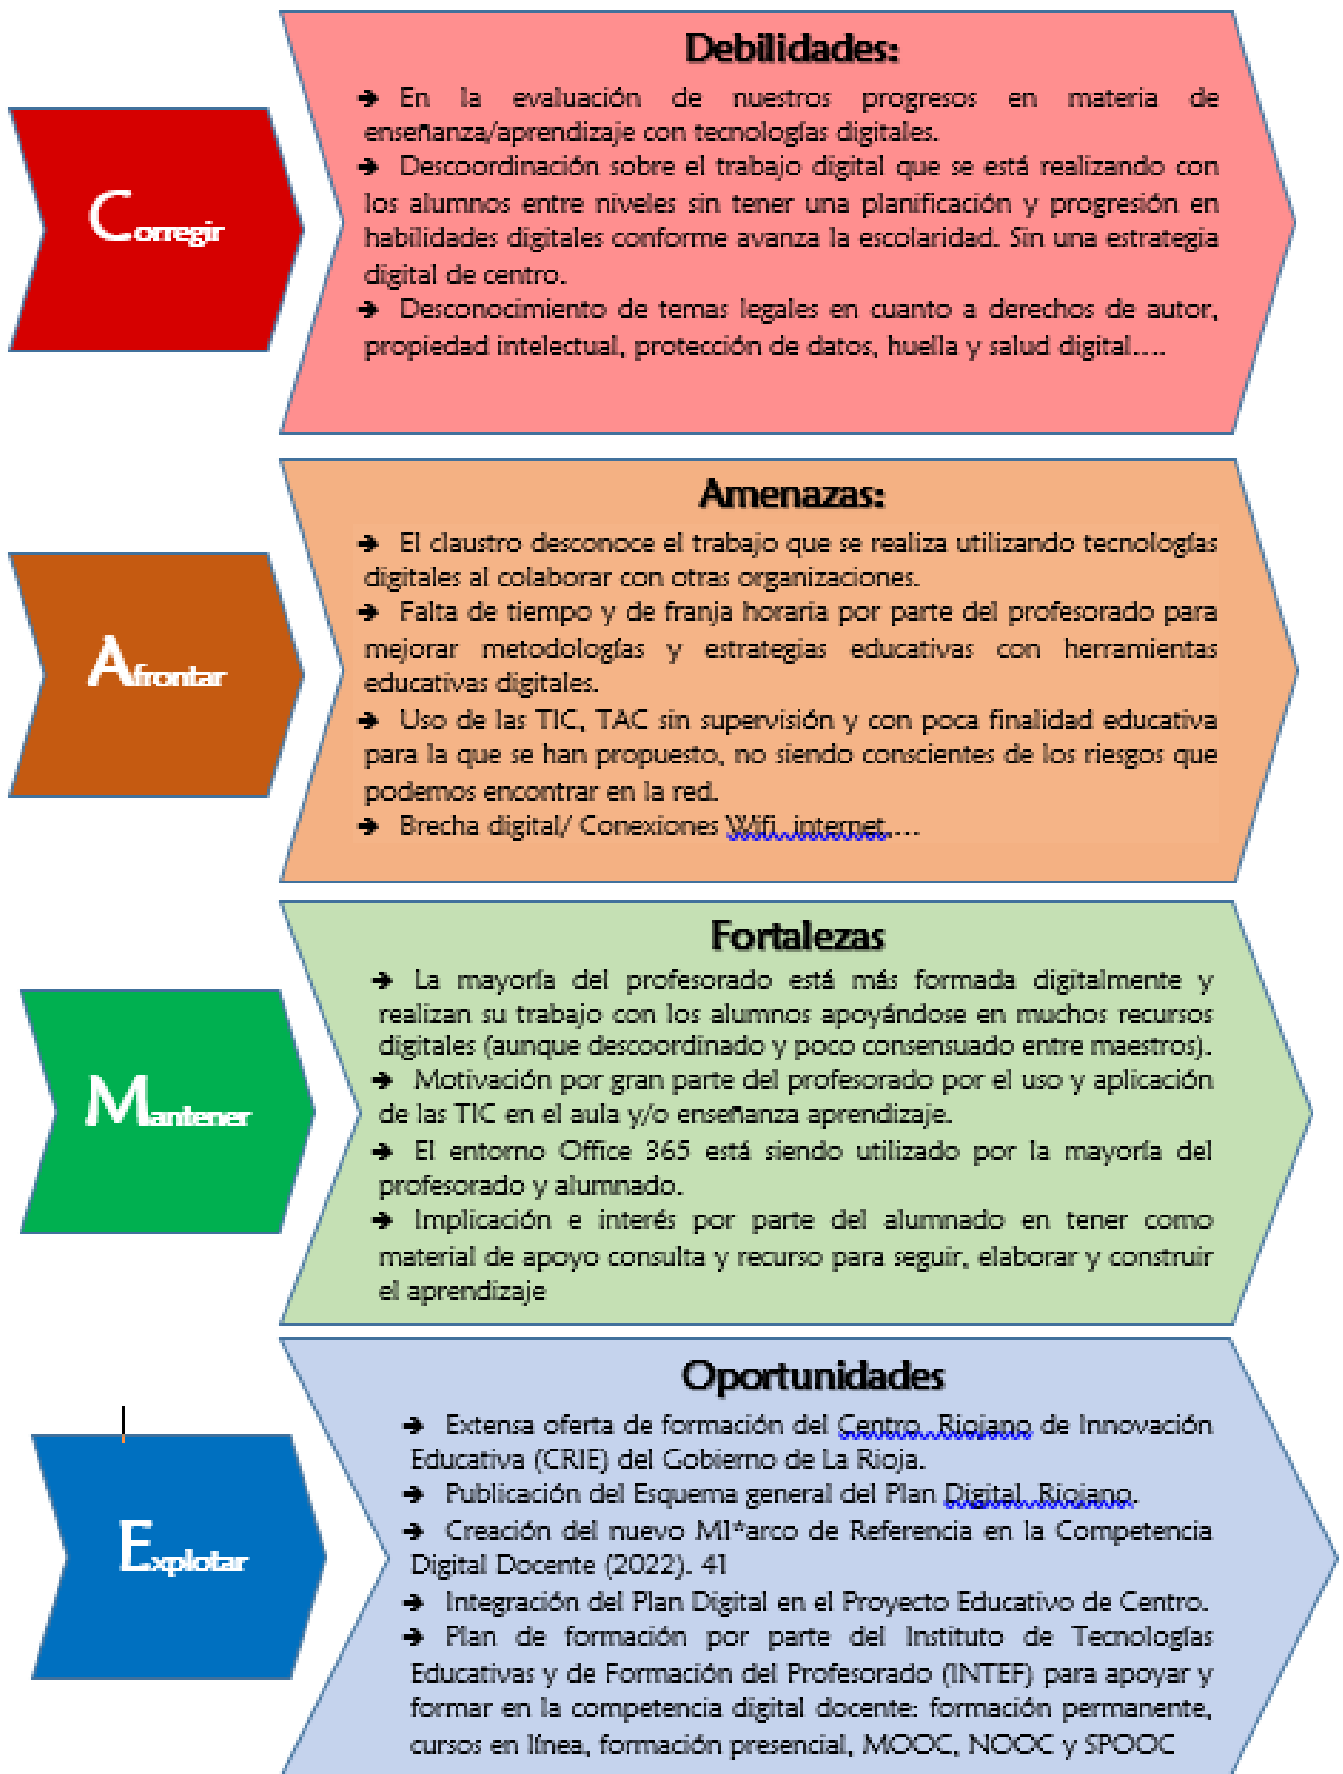 Debilidades:
➔ En la evaluación de nuestros progresos en materia de
enseñanza/aprendizaje con tecnologías digitales.
➔ Descoordinación sobre el trabajo digital que se está realizando con
los alumnos entre niveles sin tener una planificación y progresión en
habilidades digitales conforme avanza la escolaridad. Sin una estrategia
digital de centro.
➔ Desconocimiento de temas legales en cuanto a derechos de autor,
propiedad intelectual, protección de datos, huella y salud digital....
Corregir
Amenazas:
➔ El claustro desconoce el trabajo que se realiza utilizando tecnologías
digitales al colaborar con otras organizaciones.
➔ Falta de tiempo y de franja horaria por parte del profesorado para
mejorar metodologías y estrategias educativas con herramientas
educativas digitales.
➔ Uso de las TIC, TAC sin supervisión y con poca finalidad educativa
para la que se han propuesto, no siendo conscientes de los riesgos que
podemos encontrar en la red.
➔ Brecha digital/ Conexiones Wifi internet....
Afrontar
Fortalezas
➔ La mayoría del profesorado está más formada digitalmente y
realizan su trabajo con los alumnos apoyándose en muchos recursos
digitales (aunque descoordinado y poco consensuado entre maestros).
➔ Motivación por gran parte del profesorado por el uso y aplicación
de las TIC en el aula y/o enseñanza aprendizaje.
➔ El entorno Office 365 está siendo utilizado por la mayoría del
profesorado y alumnado.
➔ Implicación e interés por parte del alumnado en tener como
material de apoyo consulta y recurso para seguir, elaborar y construir
el aprendizaje
Mantener
Oportunidades
➔ Extensa oferta de formación del Centro Riojano de Innovación
Educativa (CRIE) del Gobierno de La Rioja.
➔ Publicación del Esquema general del Plan Digital Riojano.
➔ Creación del nuevo M1*arco de Referencia en la Competencia
Digital Docente (2022). 41
➔ Integración del Plan Digital en el Proyecto Educativo de Centro.
➔ Plan de formación por parte del Instituto de Tecnologías
Educativas y de Formación del Profesorado (INTEF) para apoyar y
formar en la competencia digital docente: formación permanente,
cursos en línea, formación presencial, MOOC, NOOC y SPOOC
Explotar